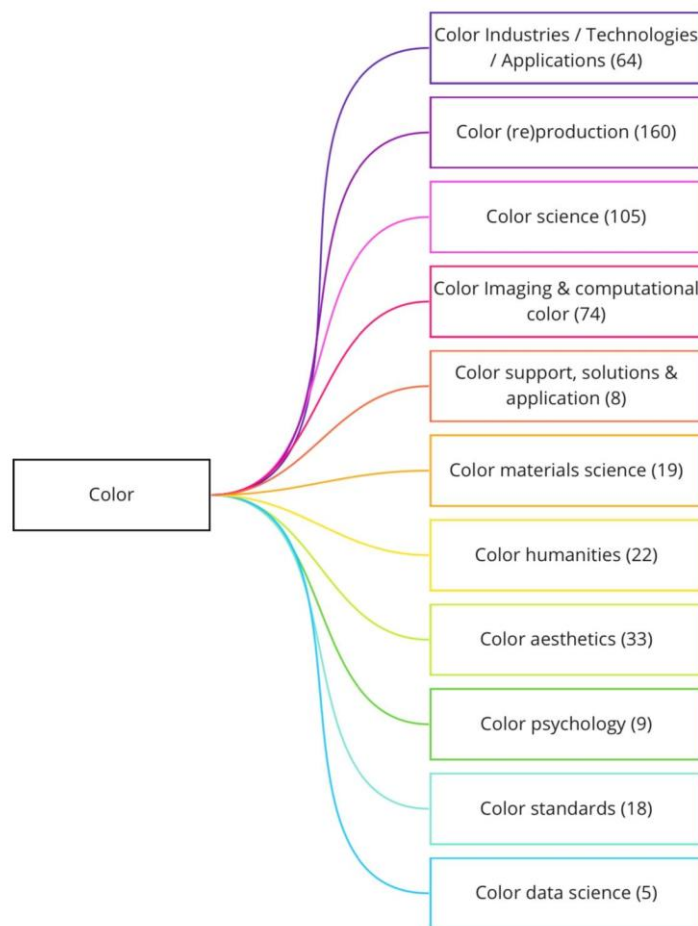 Color Industries / Technologies
/ Applications (64)
Color (re)production (160)
Color science (105)
Color Imaging & computational
color (74)
Color support, solutions &
application (8)
Color materials science (19)
Color
Color humanities (22)
Color aesthetics (33)
Color psychology (9)
Color standards (18)
Color data science (5)